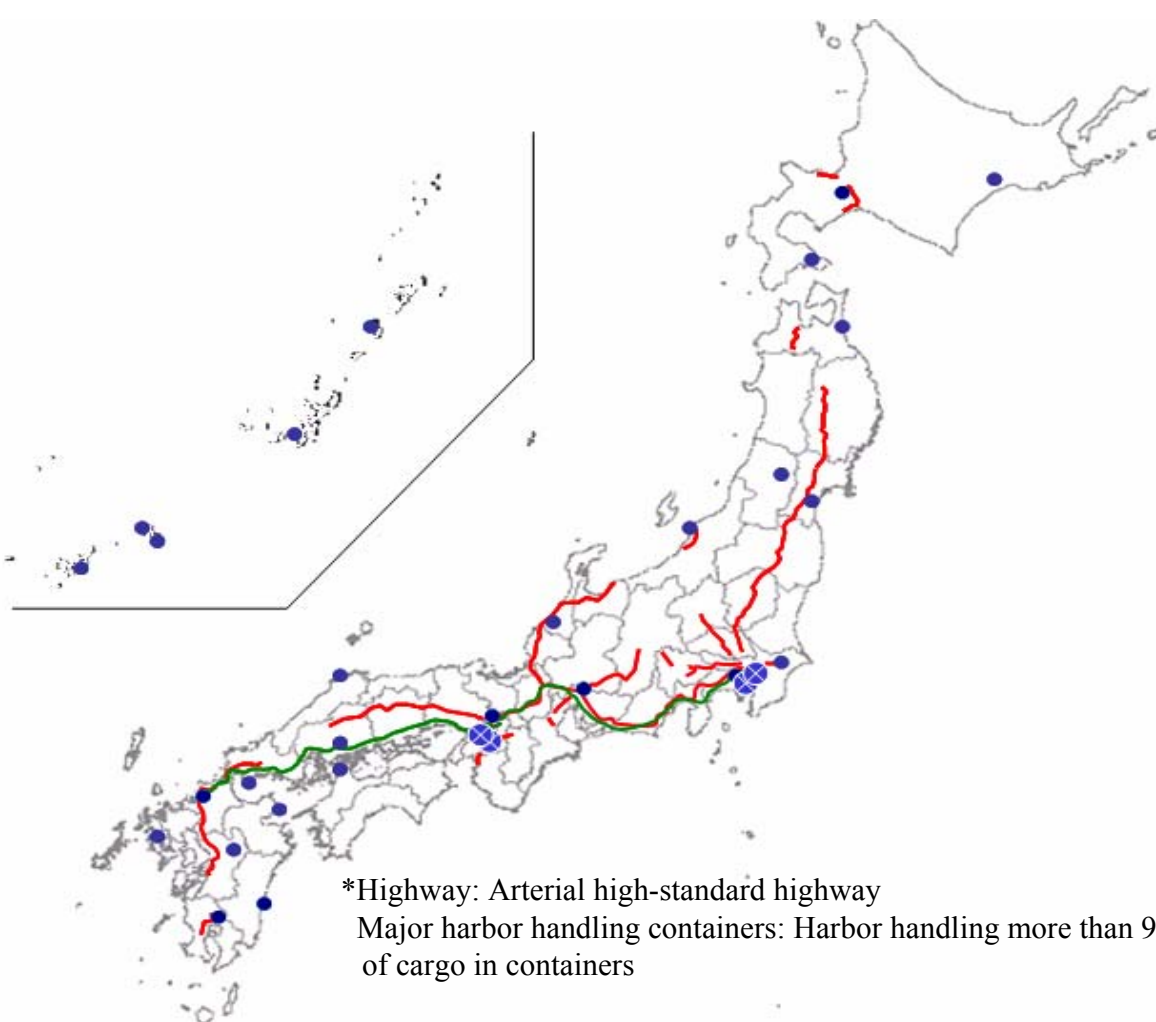 *Highway: Arterial high-standard highway
Major harbor handling containers: Harbor handling more than 9
of cargo in containers